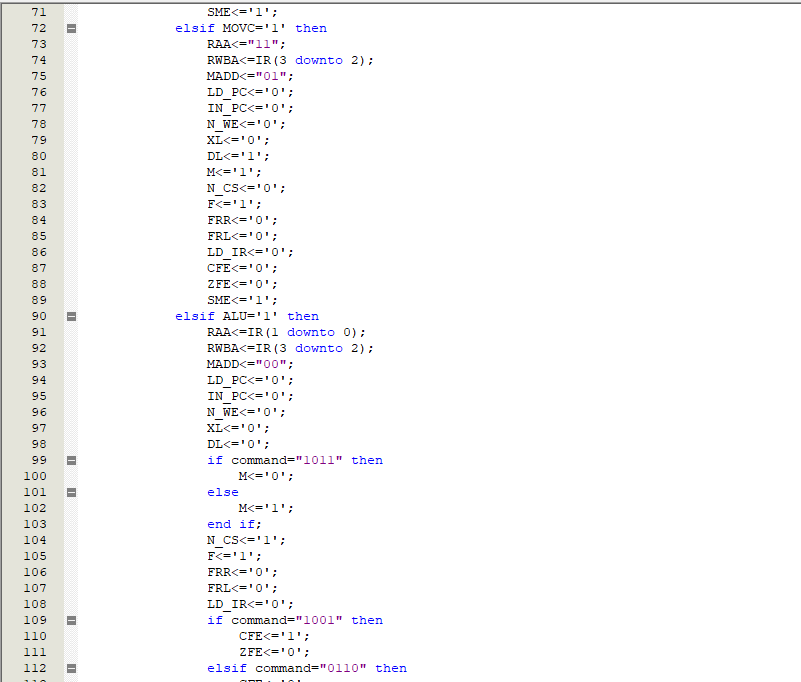 71 SME<='1';
72 elsif MOVC='1' then
73 RAA<="11";
74 RWBA<=IR(3 downto 2);
75 MADD<="01";
76 LD_PC<='0';
77 IN_PC<='0';
78 N_WE<='0';
79 XL<='0';
80 DL<='1';
81 M<='1';
82 N_CS<='0';
83 F<='1';
84 FRR<='0';
85 FRL<='0';
86 LD_IR<='0';
87 CFE<='0';
88 ZFE<='0';
89 SME<='1';
90 elsif ALU='1' then
91 RAA<=IR(1 downto 0);
92 RWBA<=IR(3 downto 2);
93 MADD<="00";
94 LD_PC<='0';
95 IN_PC<='0';
96 N_WE<='0';
97 XL<='0';
98 DL<='0';
99 if command="1011" then
100 M<='0';
101 else
102 M<='1';
103 end if;
104 N_CS<='1';
105 F<='1';
106 FRR<='0';
107 FRL<='0';
108 LD_IR<='0';
109 if command="1001" then
110 CFE<='1';
111 ZFE<='0';
112 elsif command="0110" then